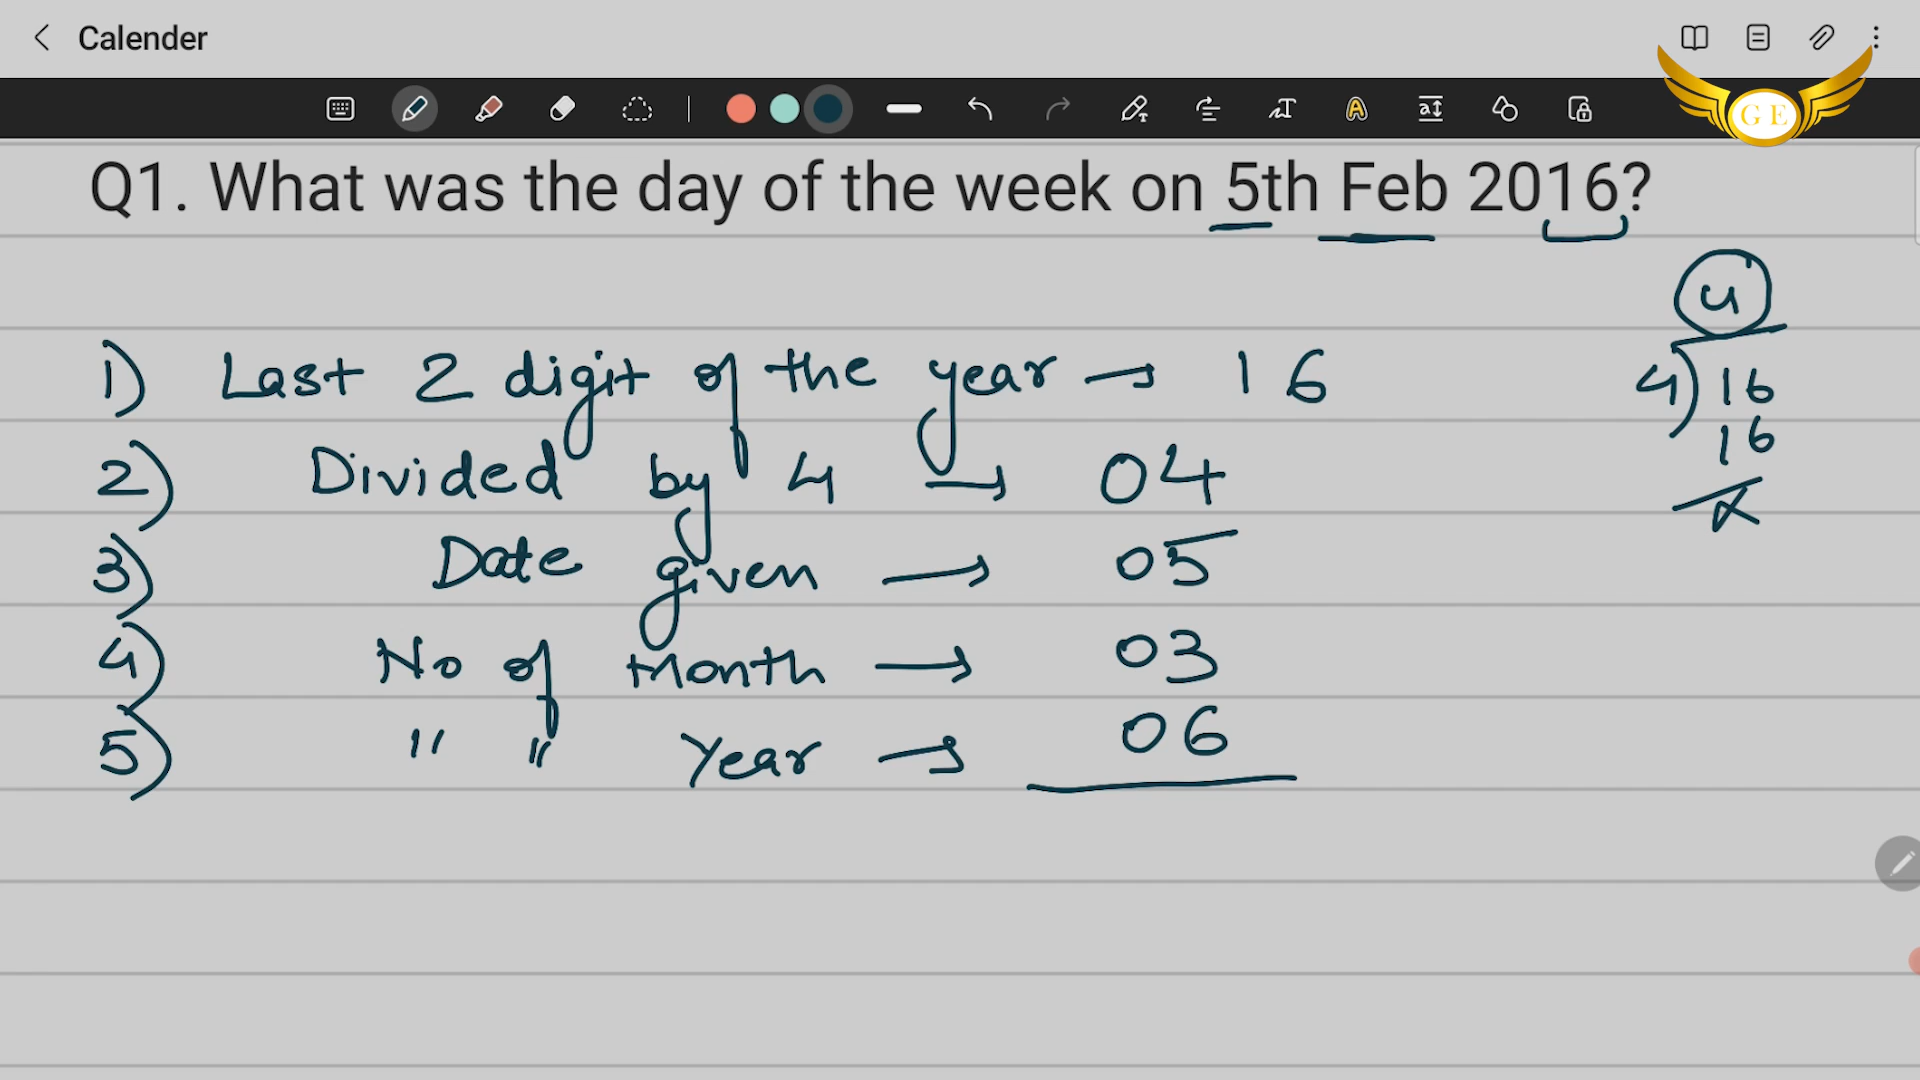 Calender
G E
Q1. What was the day of the week on 5th Feb 2016?
4
1) Last 2 digit of the year → 16
4)16
16
2) Divided by 4 → 04
3) Date given → 05
4) No of Month → 03
5) " " Year → 06